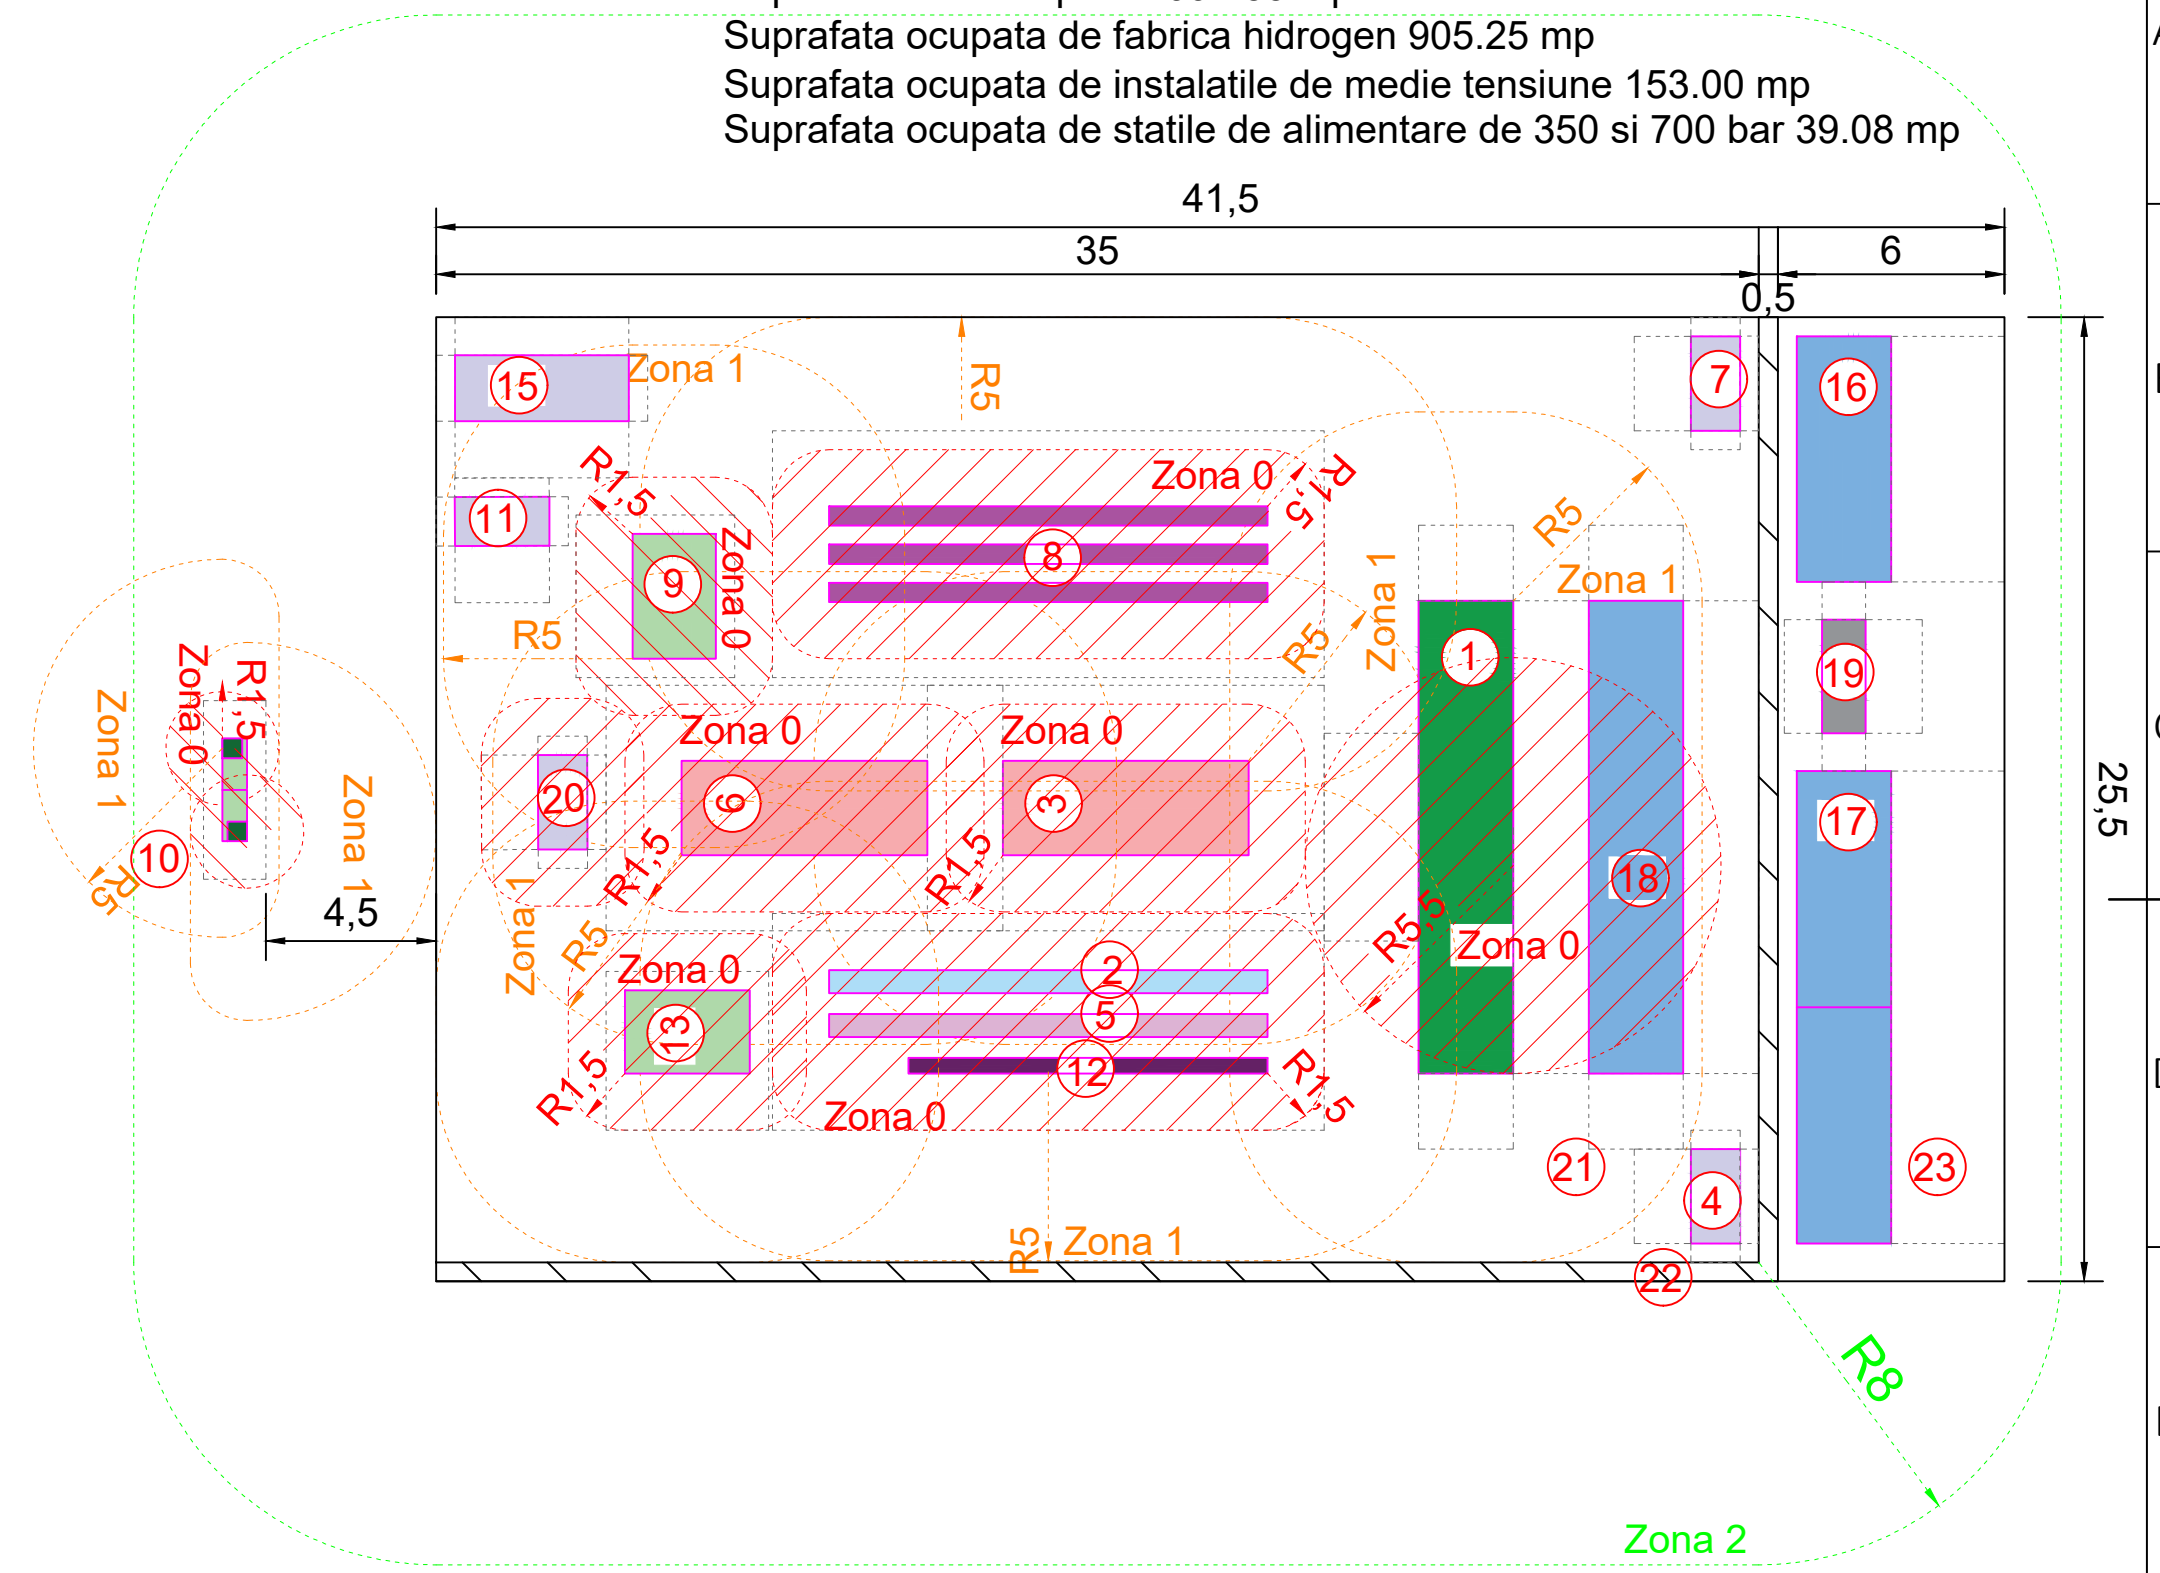 Suprafata ocupata de fabrica hidrogen 905.25 mp
Suprafata ocupata de instalatile de medie tensiune 153.00 mp
Suprafata ocupata de statile de alimentare de 350 si 700 bar 39.08 mp
41,5
35
6
0,5
Zona 1
R5
15
7
16
R1,5
Zona 0
R1,5
11
R5
8
Zona 0
9
Zona 1
Zona 1
R5
R5
1
19
Zona 0
R1,5
Zona 1
Zona 0
Zona 0
25,5
20
6
3
17
Zona 1
10
R5
R1,5
R1,5
18
4,5
Zona 1
R5
R5,5
Zona 0
Zona 0
2
5
13
12
R1,5
R1,5
Zona 0
21
23
4
R5
Zona 1
22
R8
Zona 2